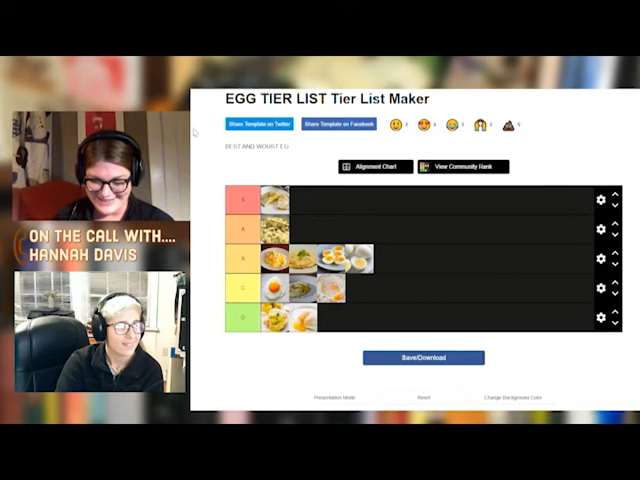 EGG TIER LIST Tier List Maker
Share Template on Twitter
Share Template on Facebook
BEST AND WORST EG
Alignment Chart
View Community Rank
S
A
B
C
D
ON THE CALL WITH....
HANNAH DAVIS
Save/Download
Presentation Mode
Reset
Change Background Color